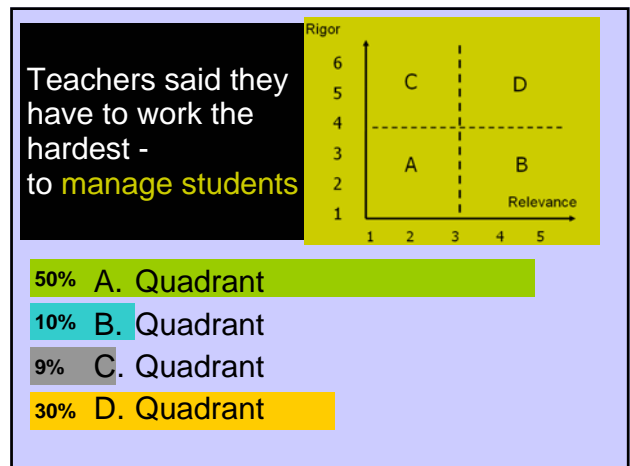 Teachers said they
have to work the
hardest -
to manage students
Rigor
6
5
4
3
2
1
C
D
A
B
Relevance
1 2 3 4 5
50% A. Quadrant
10% B. Quadrant
9% C. Quadrant
30% D. Quadrant